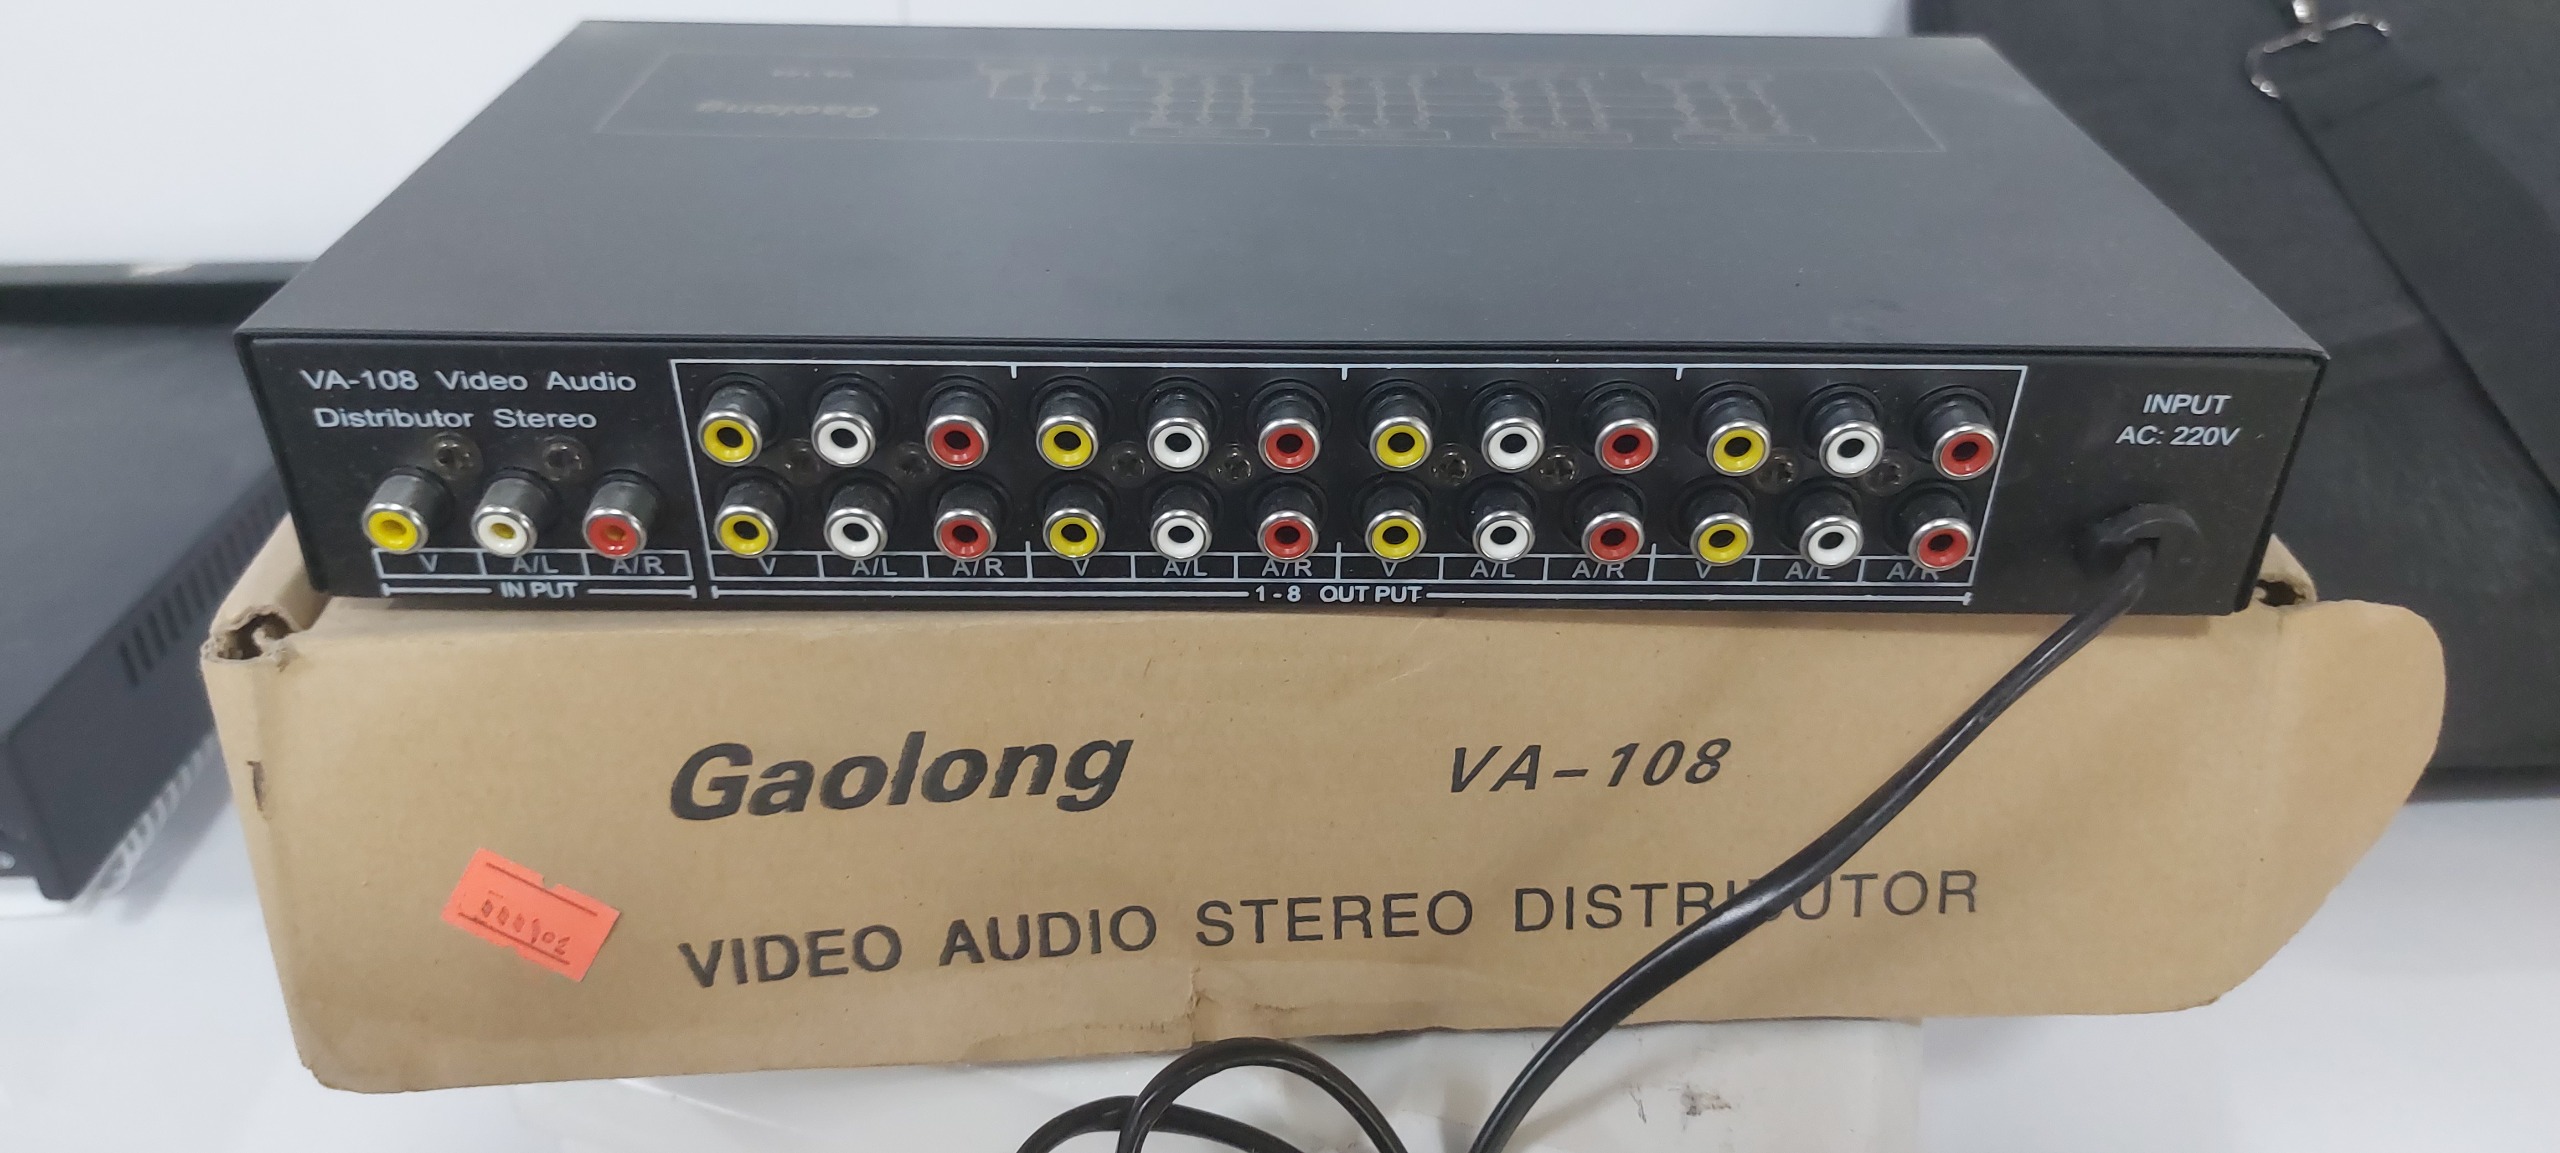 Gaolong
VA-108 Video Audio
Distributor Stereo
INPUT
AC: 220V
V A/L A/R V A/L A/R V A/L A/R V A/L A/R V A/L A/R
IN PUT 1-8 OUT PUT
Gaolong VA-108
VIDEO AUDIO STEREO DISTRIBUTOR